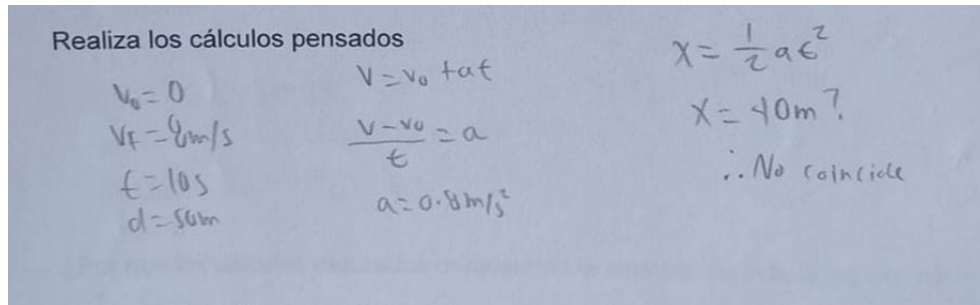 Realiza los cálculos pensados
V₀ = 0
VF = 8m/s
t = 10s
d = 50m
V = V₀ + at
(V - V₀)/t = a
a = 0.8m/s²
X = 1/2 at²
X = 40m?
∴ No coincide